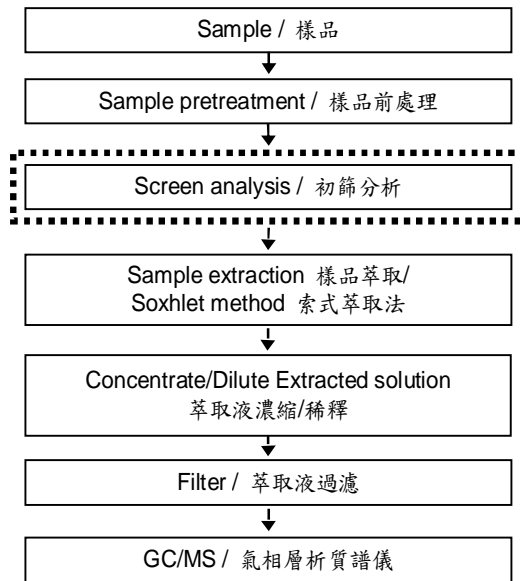 Sample / 樣品
Sample pretreatment / 樣品前處理
Screen analysis / 初篩分析
Sample extraction 樣品萃取/
Soxhlet method 索式萃取法
Concentrate/Dilute Extracted solution
萃取液濃縮/稀釋
Filter / 萃取液過濾
GC/MS / 氣相層析質譜儀